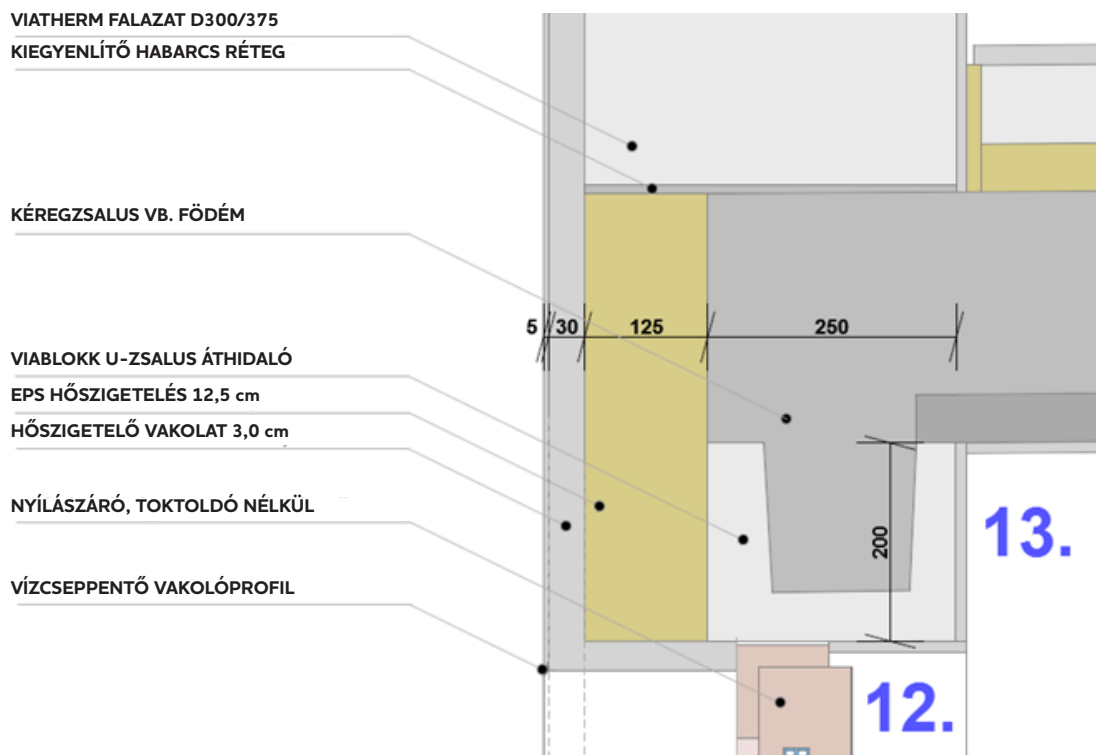 VIATHERM FALAZAT D300/375
KIEGYENLÍTŐ HABARCS RÉTEG
KÉREGZSALUS VB. FÖDÉM
5 30 125 250
VIABLOKK U-ZSALUS ÁTHIDALÓ
EPS HŐSZIGETELÉS 12,5 cm
HŐSZIGETELŐ VAKOLAT 3,0 cm
NYÍLÁSZÁRÓ, TOKTOLDÓ NÉLKÜL
200
13.
VÍZCSEPPENTŐ VAKOLÓPROFIL
12.